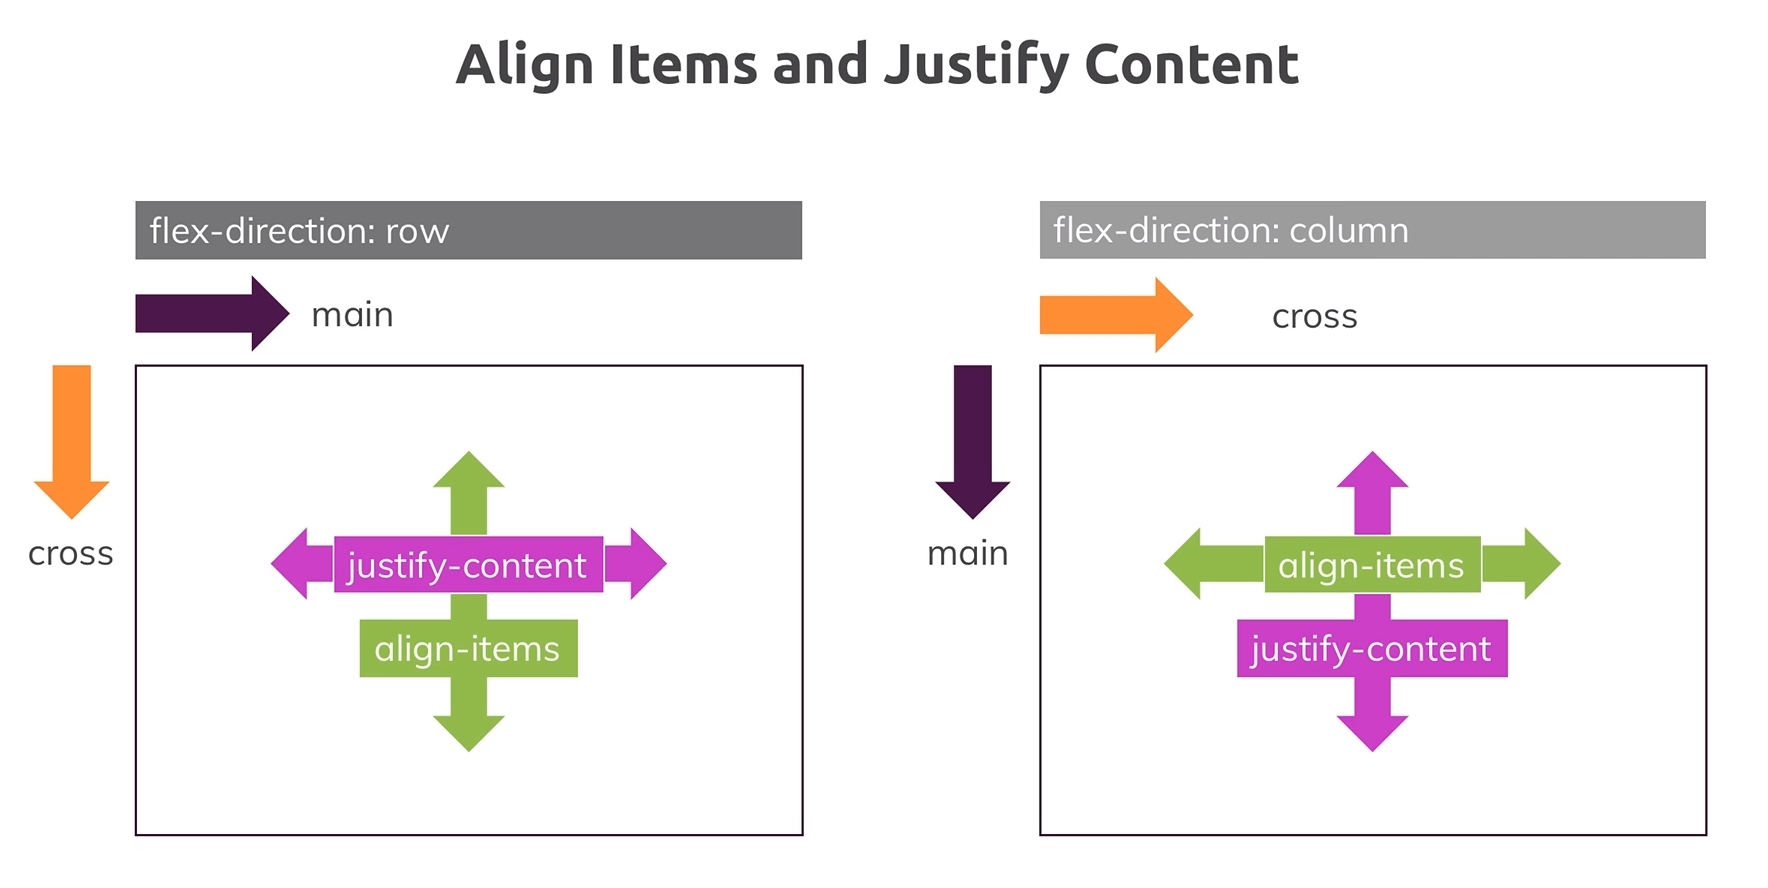 Align Items and Justify Content
flex-direction: row
main
cross
justify-content
align-items
flex-direction: column
cross
main
align-items
justify-content